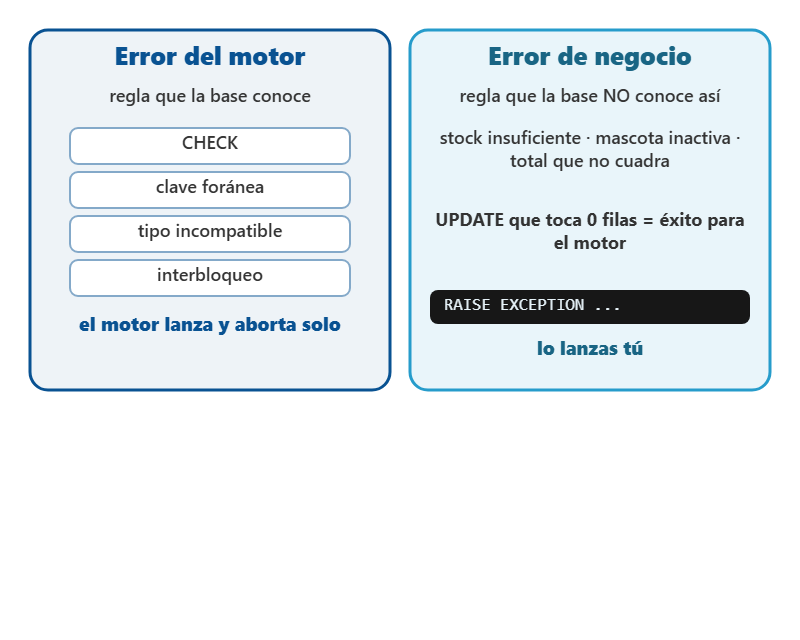 Error del motor
regla que la base conoce
CHECK
clave foránea
tipo incompatible
interbloqueo
el motor lanza y aborta solo
Error de negocio
regla que la base NO conoce así
stock insuficiente · mascota inactiva ·
total que no cuadra
UPDATE que toca 0 filas = éxito para
el motor
RAISE EXCEPTION ...
lo lanzas tú